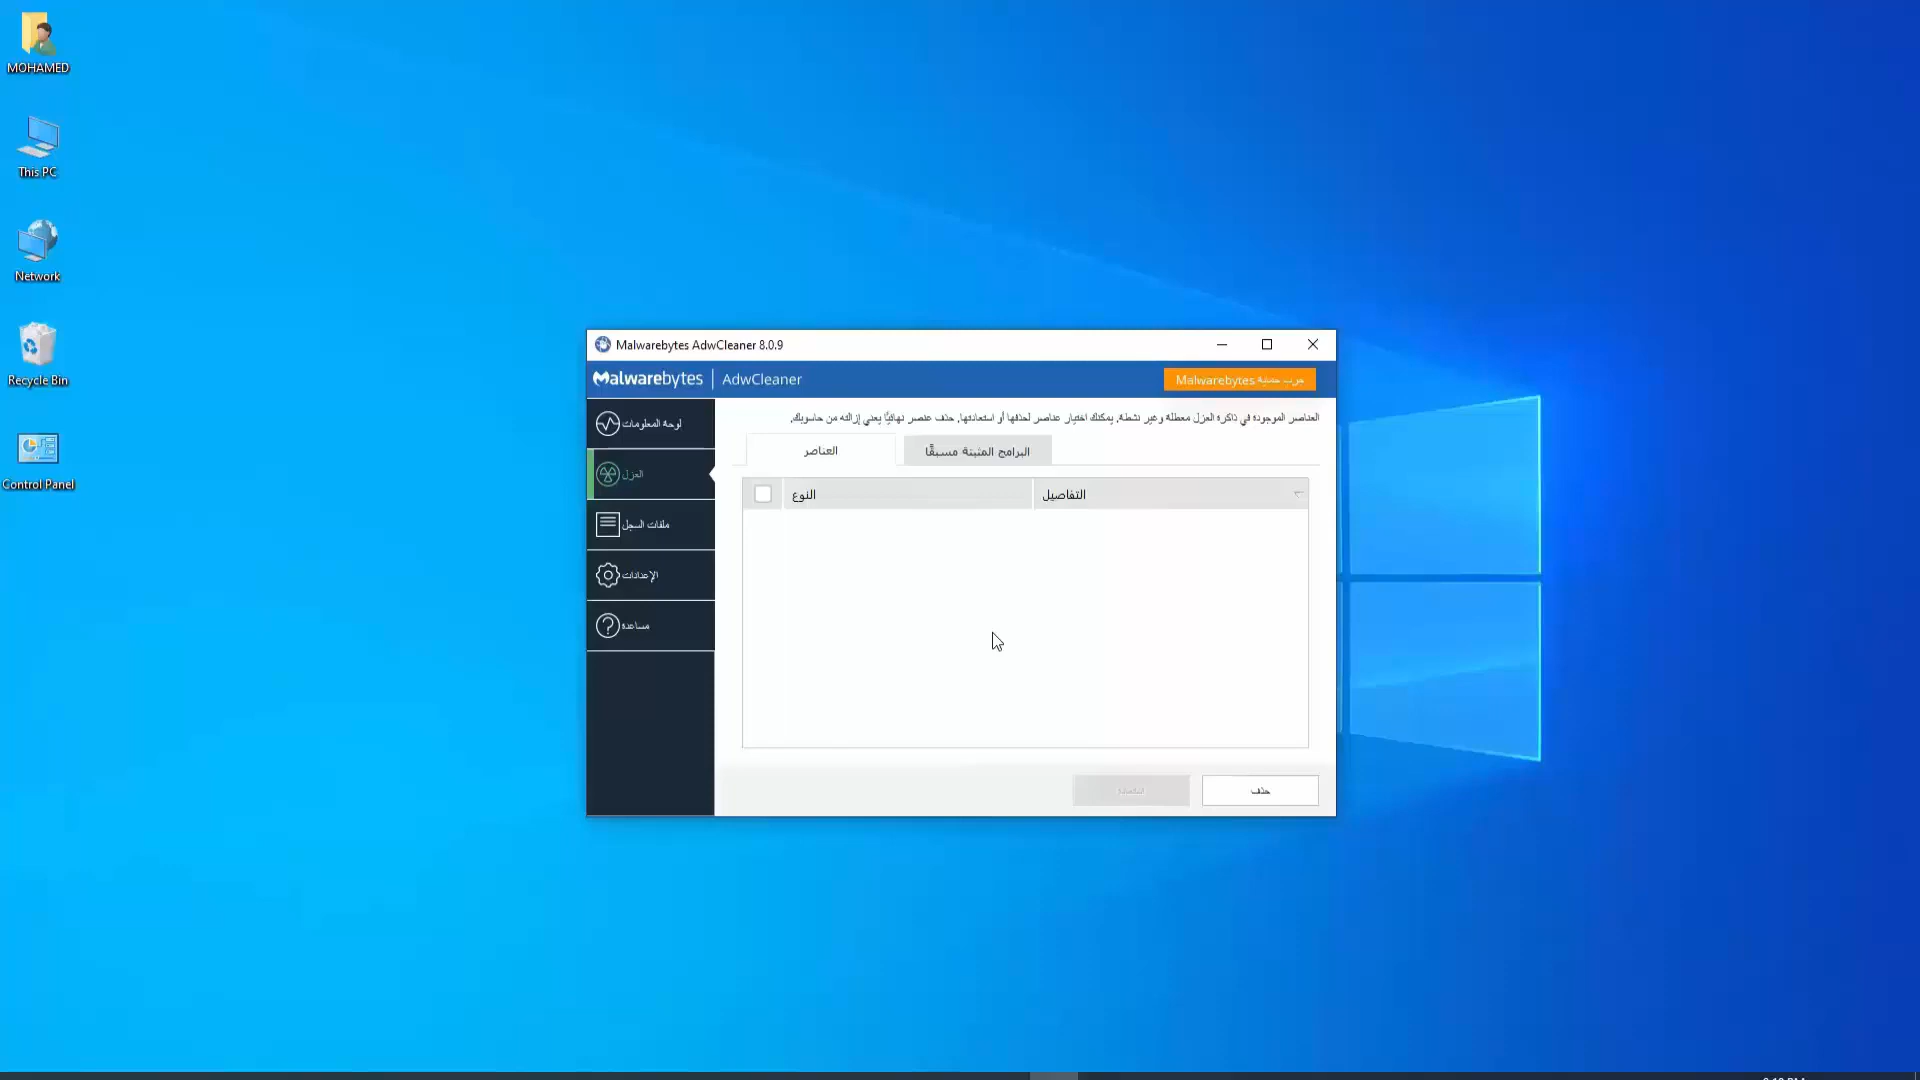 MOHAMED
This PC
Network
Recycle Bin
Control Panel
Malwarebytes AdwCleaner 8.0.9
Malwarebytes | AdwCleaner
جرب حماية Malwarebytes
لوحة المعلومات
العزل
ملفات السجل
الإعدادات
مساعدة
العناصر الموجودة في ذاكرة العزل معطلة وغير نشطة. يمكنك اختيار عناصر لحذفها أو استعادتها. حذف عنصر نهائيًا يعني إزالته من حاسوبك.
العناصر
البرامج المثبتة مسبقًا
النوع
التفاصيل
حذف